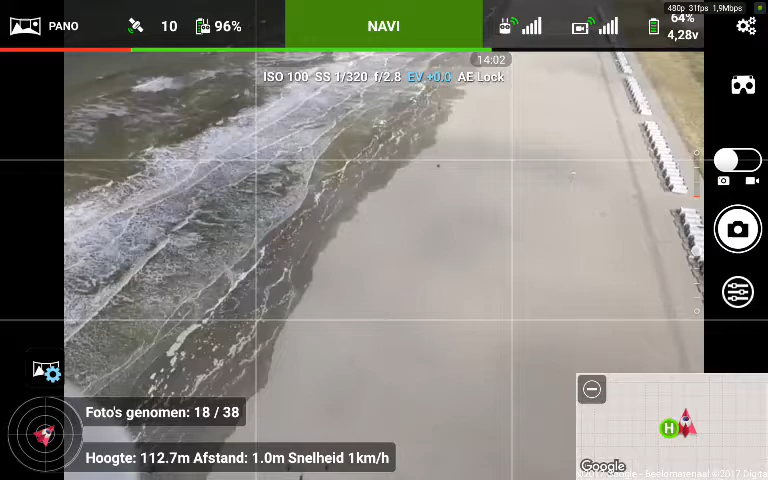 480p 31fps 1,9Mbps
PANO
10
96%
NAVI
64%
4,28v
14:02
ISO 100 SS 1/320 f/2.8 EV +0.0 AE Lock
Foto's genomen: 18 / 38
Hoogte: 112.7m Afstand: 1.0m Snelheid 1km/h
H
Google
©2017 Google - Beeldmateriaal ©2017 Digita